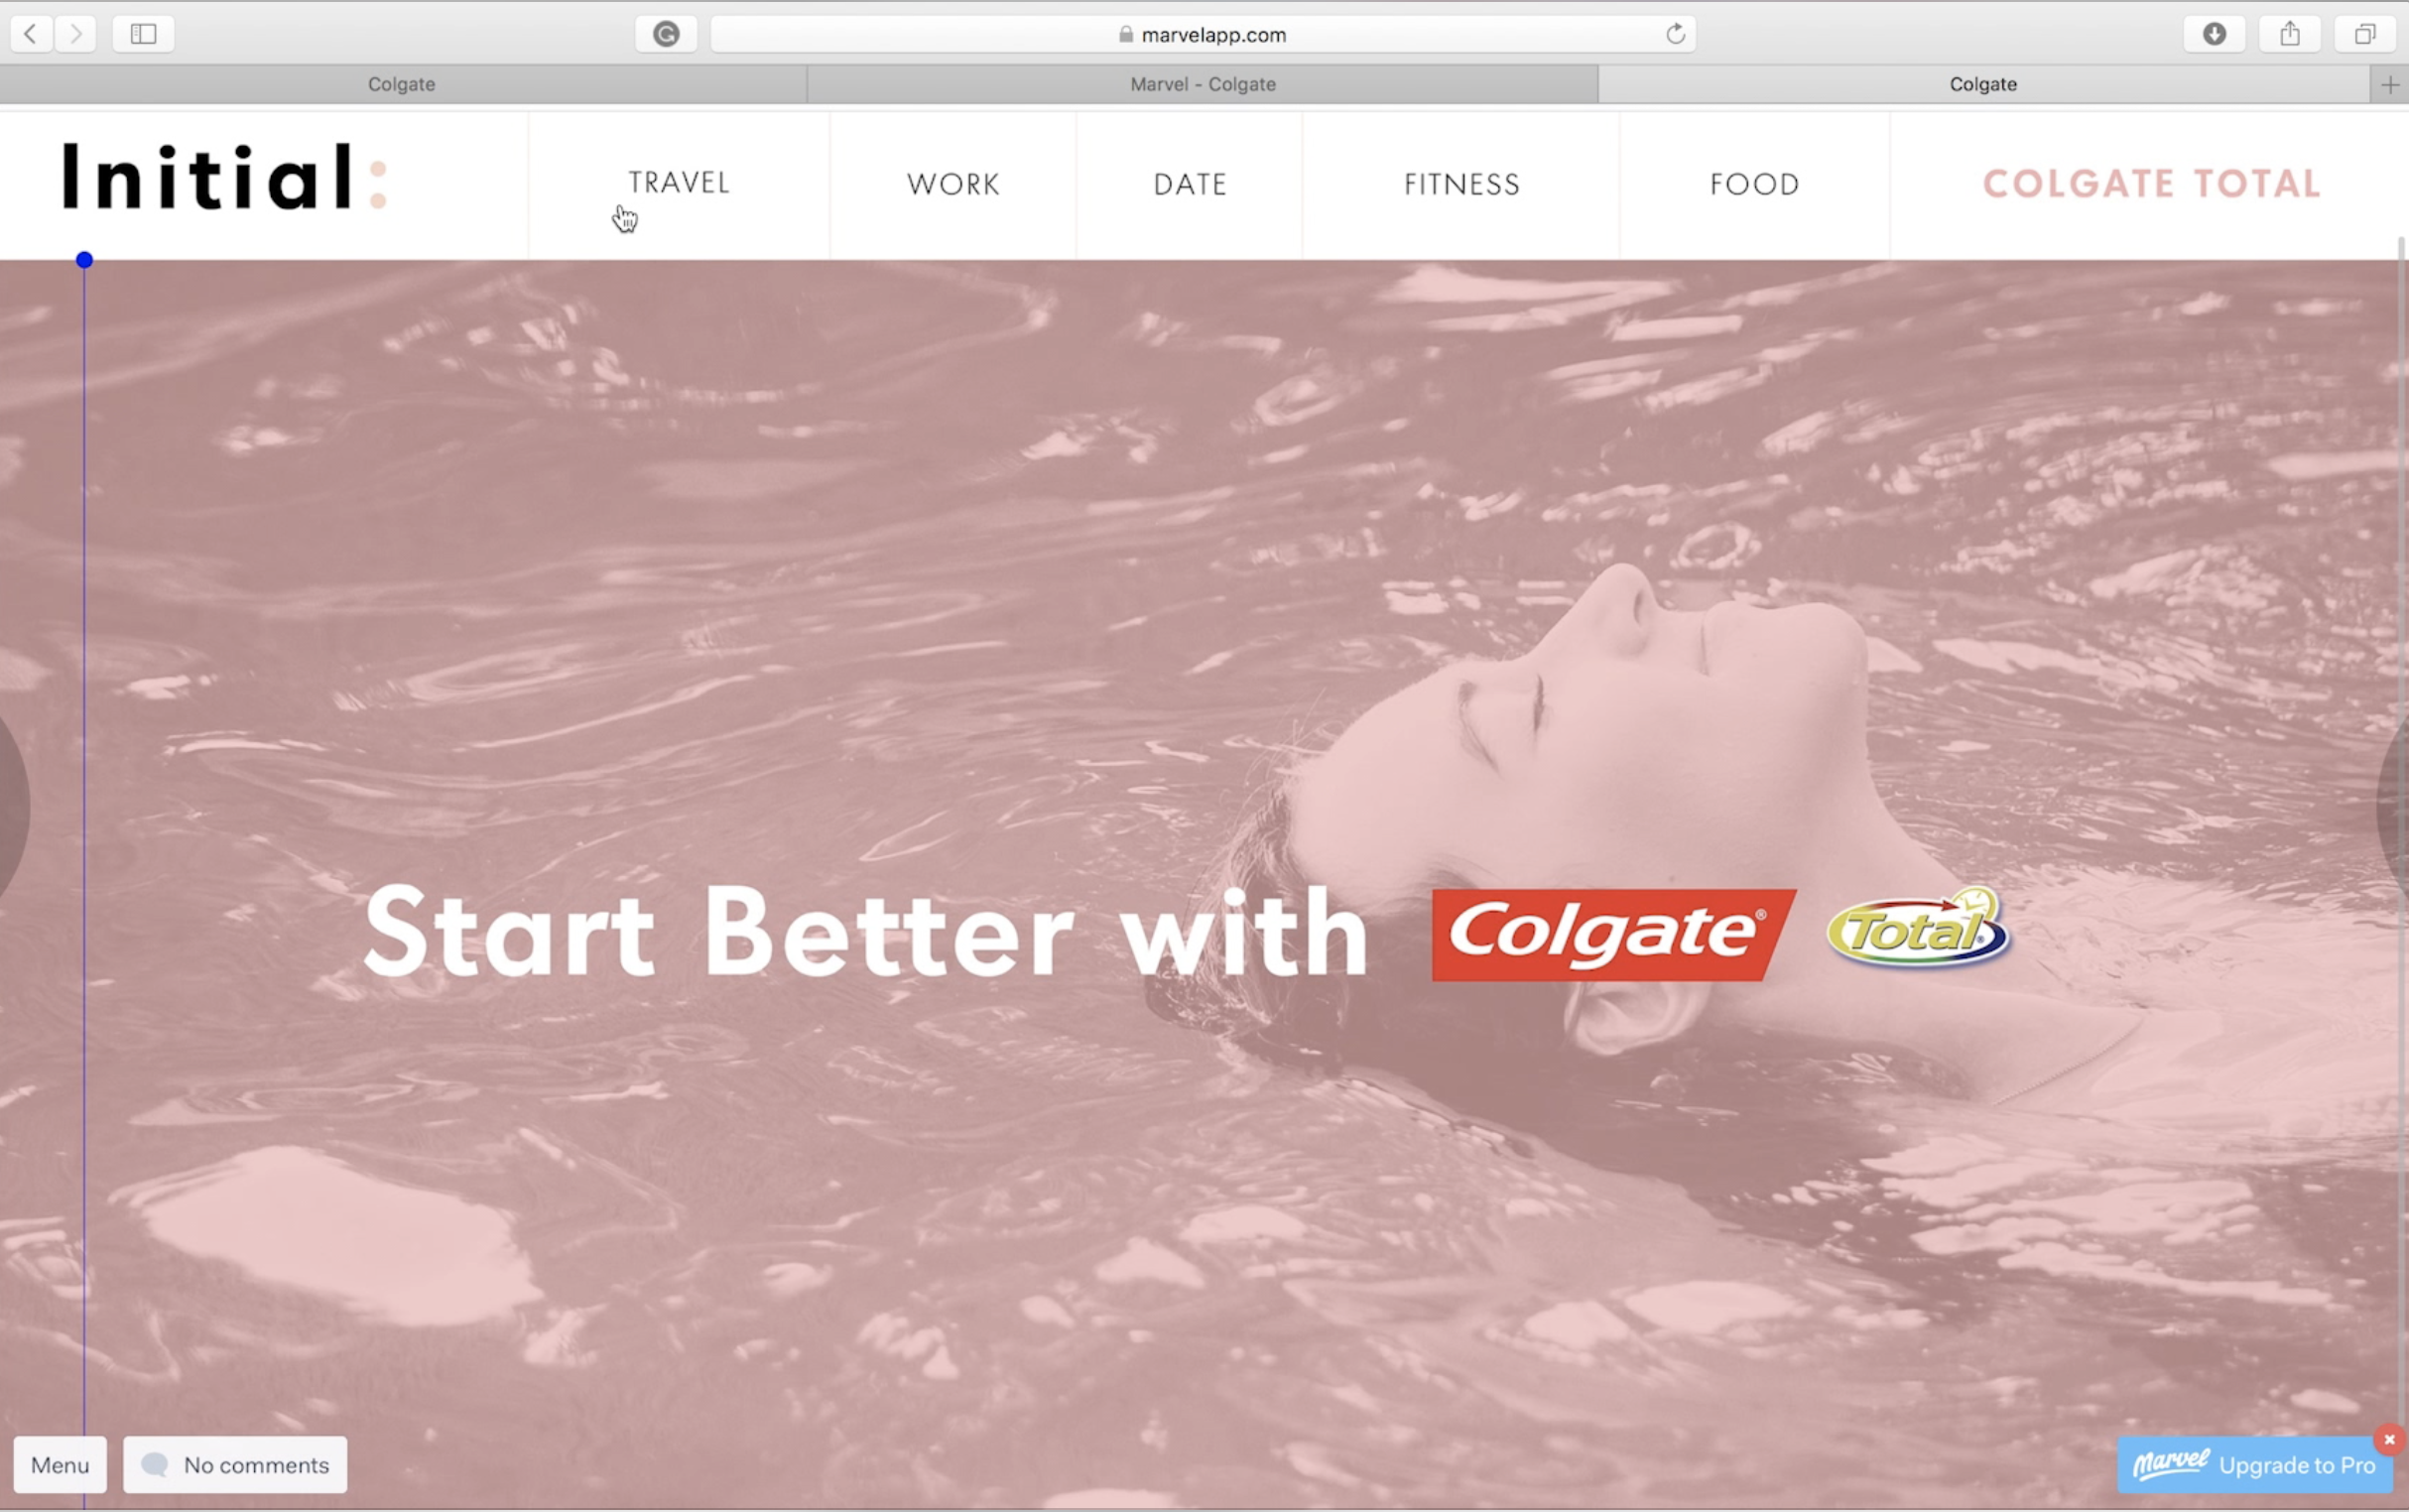 marvelapp.com
Colgate
Marvel - Colgate
Colgate
Initial:
TRAVEL
WORK
DATE
FITNESS
FOOD
COLGATE TOTAL
Start Better with Colgate® Total®
Menu
No comments
Marvel Upgrade to Pro